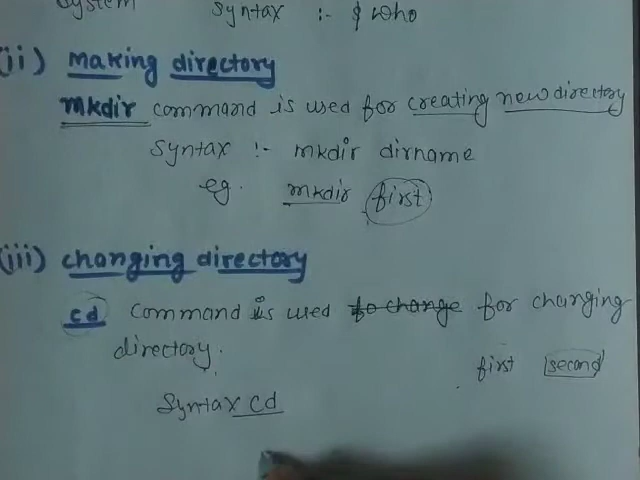 System Syntax :- $ who
(ii) Making directory
mkdir command is used for creating new directory
Syntax :- mkdir dirname
eg. mkdir first
(iii) changing directory
cd command is used to change for changing
directory.
first second
Syntax cd